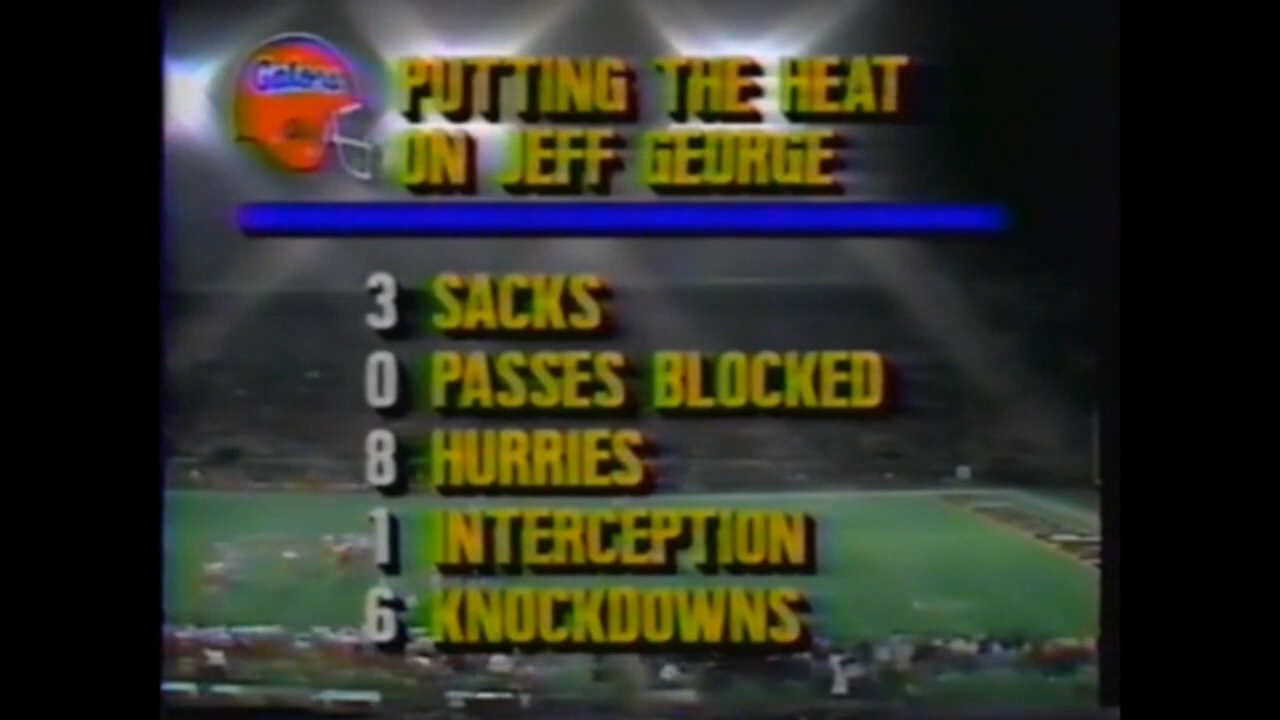 Gators
PUTTING THE HEAT
ON JEFF GEORGE
3 SACKS
0 PASSES BLOCKED
8 HURRIES
1 INTERCEPTION
6 KNOCKDOWNS